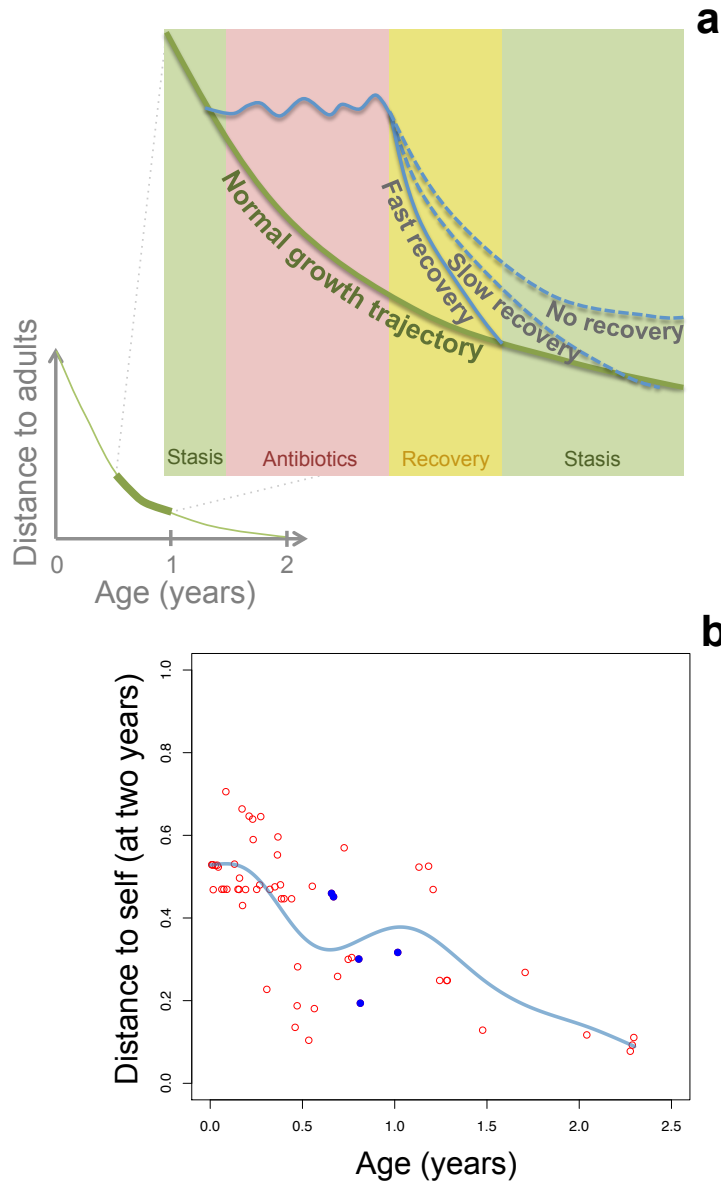 a
Normal growth trajectory
Fast recovery
Slow recovery
No recovery
Stasis
Antibiotics
Recovery
Stasis
Distance to adults
0
1
2
Age (years)
b
Distance to self (at two years)
1.0
0.8
0.6
0.4
0.2
0.0
0.0
0.5
1.0
1.5
2.0
2.5
Age (years)